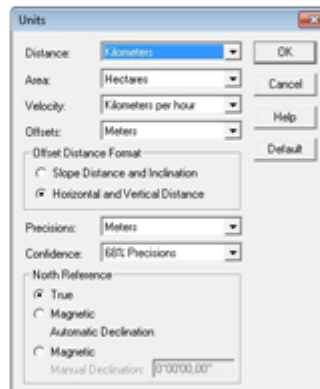 Units
Distance: Kilometers OK
Area: Hectares Cancel
Velocity: Kilometers per hour Help
Offsets: Meters Default
Offset Distance Format
Slope Distance and Inclination
Horizontal and Vertical Distance
Precisions: Meters
Confidence: 68% Precisions
North Reference
True
Magnetic
Automatic Declination
Magnetic
Manual Declination: 0°00'00.00"